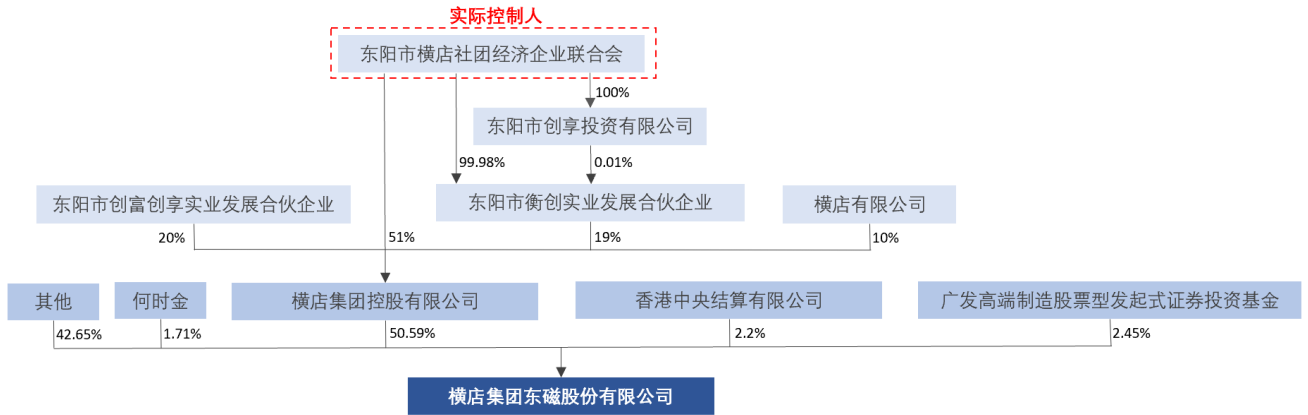 实际控制人
东阳市横店社团经济企业联合会
100%
东阳市创享投资有限公司
99.98%
0.01%
东阳市创富创享实业发展合伙企业
东阳市衡创实业发展合伙企业
横店有限公司
20%
51%
19%
10%
其他
何时金
横店集团控股有限公司
香港中央结算有限公司
广发高端制造股票型发起式证券投资基金
42.65%
1.71%
50.59%
2.2%
2.45%
横店集团东磁股份有限公司